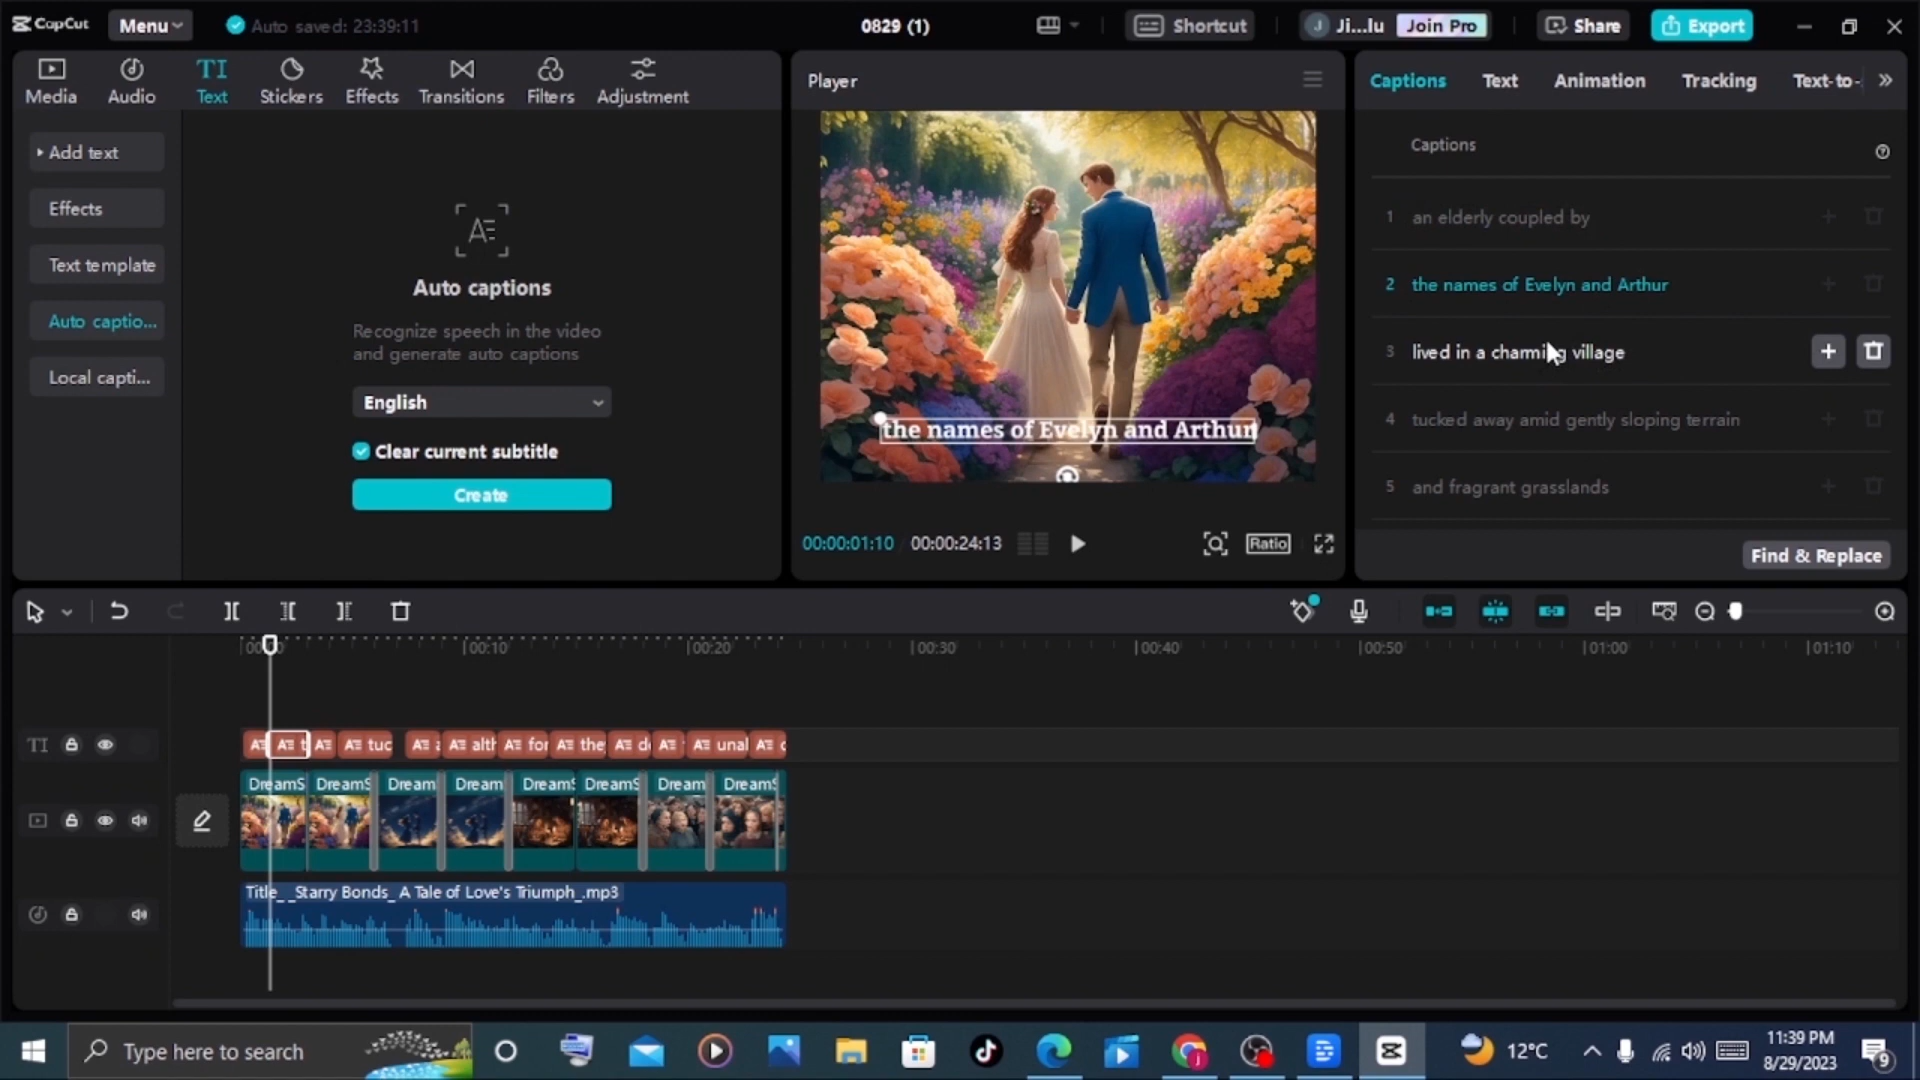 CapCut
Menu
Auto saved: 23:39:11
0829 (1)
Shortcut
J
Ji...lu
Join Pro
Share
Export
Media
Audio
TI
Text
Stickers
Effects
Transitions
Filters
Adjustment
Player
Captions
Text
Animation
Tracking
Text-to-
Add text
Effects
Text template
Auto captio...
Local capti...
A
Auto captions
Recognize speech in the video
and generate auto captions
English
Clear current subtitle
Create
the names of Evelyn and Arthur
00:00:01:10
00:00:24:13
Ratio
Captions
1 an elderly coupled by
2 the names of Evelyn and Arthur
3 lived in a charming village
4 tucked away amid gently sloping terrain
5 and fragrant grasslands
Find & Replace
00:10
00:20
00:30
00:40
00:50
01:00
01:10
TI
A
A t
A
A tuc
A a
A alt
A for
A the
A d
A
A unal
A
DreamS
DreamS
Dream
Dream
DreamS
DreamS
Dream
DreamS
Title_ _Starry Bonds_ A Tale of Love's Triumph_.mp3
Type here to search
12°C
11:39 PM
8/29/2023
9